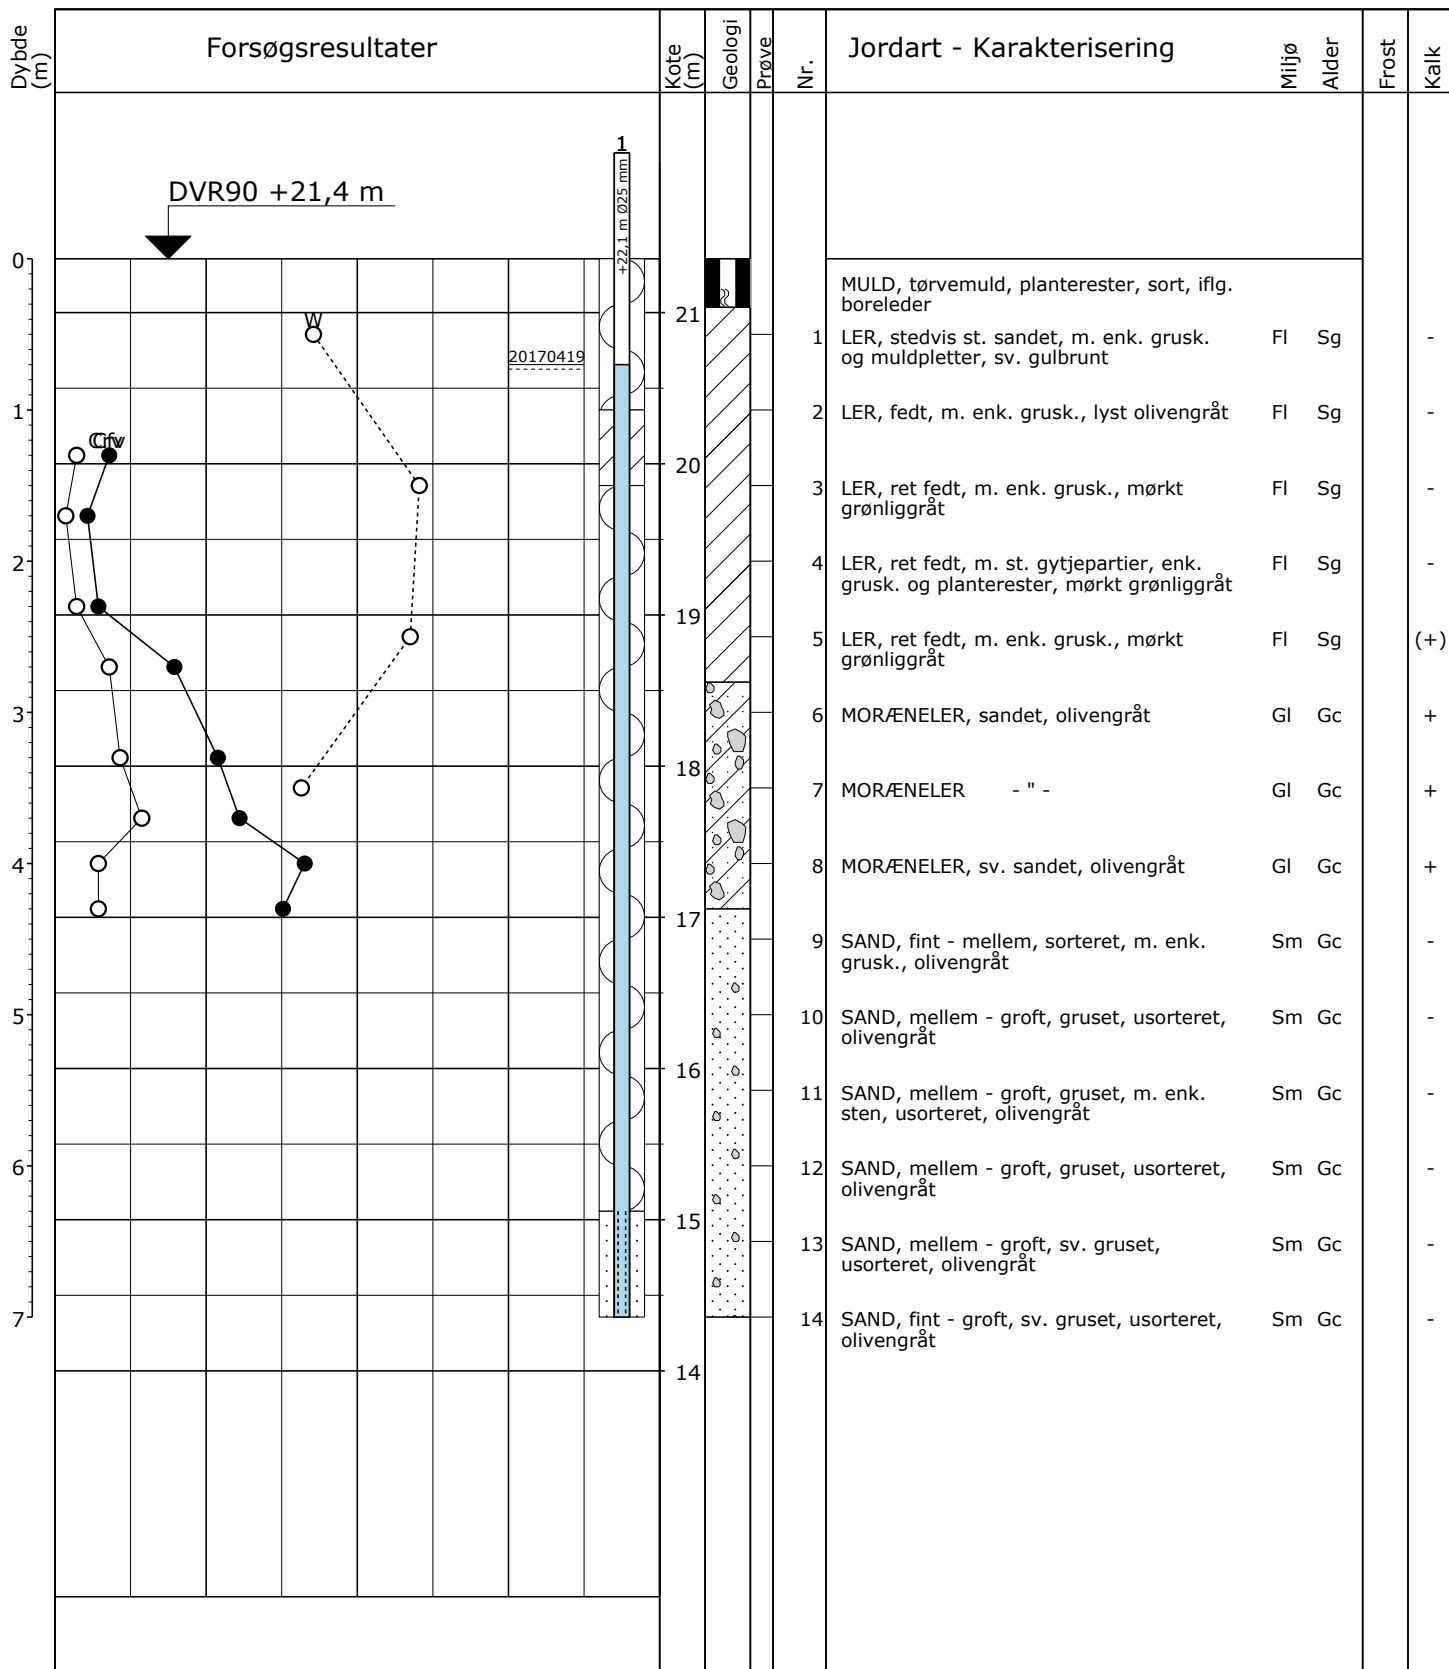 Dybde
(m)
Forsøgsresultater
Kote
(m)
Geologi
Prøve
Nr.
Jordart - Karakterisering
Miljø
Alder
Frost
Kalk
1
+22,1 m Ø25 mm
DVR90 +21,4 m
0
MULD, tørvemuld, planterester, sort, iflg.
boreleder
21
W
1 LER, stedvis st. sandet, m. enk. grusk. Fl Sg -
og muldpletter, sv. gulbrunt
20170419
1
2 LER, fedt, m. enk. grusk., lyst olivengråt Fl Sg -
Cfv
20
3 LER, ret fedt, m. enk. grusk., mørkt Fl Sg -
grønliggråt
2
4 LER, ret fedt, m. st. gytjepartier, enk. Fl Sg -
grusk. og planterester, mørkt grønliggråt
19
5 LER, ret fedt, m. enk. grusk., mørkt Fl Sg (+)
grønliggråt
3
6 MORÆNELER, sandet, olivengråt Gl Gc +
18
7 MORÆNELER - " - Gl Gc +
4
8 MORÆNELER, sv. sandet, olivengråt Gl Gc +
17
9 SAND, fint - mellem, sorteret, m. enk. Sm Gc -
grusk., olivengråt
5
10 SAND, mellem - groft, gruset, usorteret, Sm Gc -
olivengråt
16
11 SAND, mellem - groft, gruset, m. enk. Sm Gc -
sten, usorteret, olivengråt
6
12 SAND, mellem - groft, gruset, usorteret, Sm Gc -
olivengråt
15
13 SAND, mellem - groft, sv. gruset, Sm Gc -
usorteret, olivengråt
7
14 SAND, fint - groft, sv. gruset, usorteret, Sm Gc -
olivengråt
14